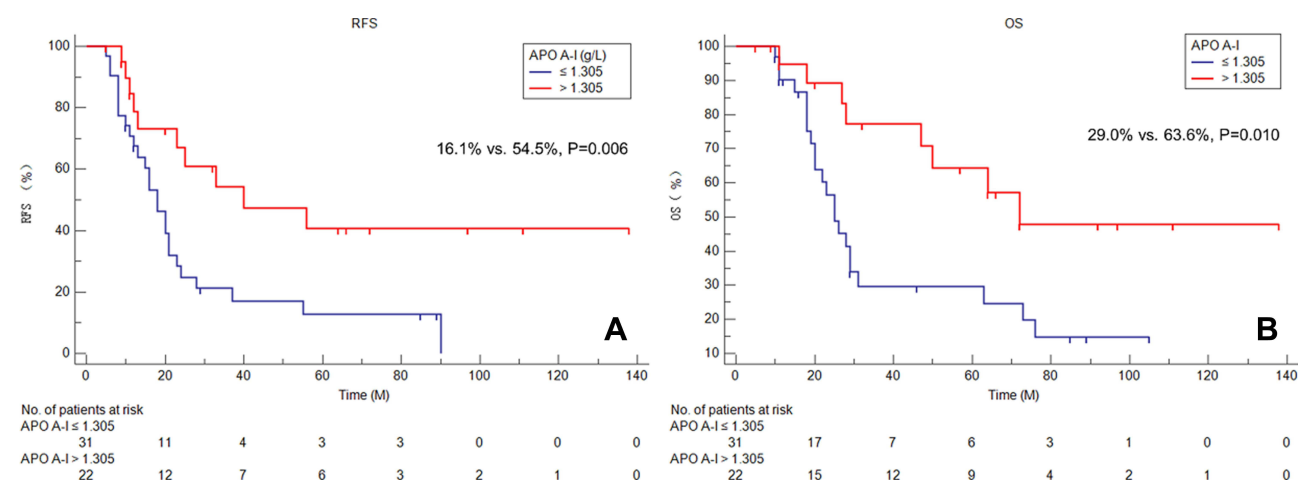 RFS
100
80
60
40
20
0
RFS (%)
APO A-I (g/L)
≤ 1.305
> 1.305
16.1% vs. 54.5%, P=0.006
A
0 20 40 60 80 100 120 140
Time (M)
No. of patients at risk
APO A-I ≤ 1.305
31 11 4 3 3 0 0 0
APO A-I > 1.305
22 12 7 6 3 2 1 0
OS
100
90
80
70
60
50
40
30
20
10
OS (%)
APO A-I
≤ 1.305
> 1.305
29.0% vs. 63.6%, P=0.010
B
0 20 40 60 80 100 120 140
Time (M)
No. of patients at risk
APO A-I ≤ 1.305
31 17 7 6 3 1 0 0
APO A-I > 1.305
22 15 12 9 4 2 1 0